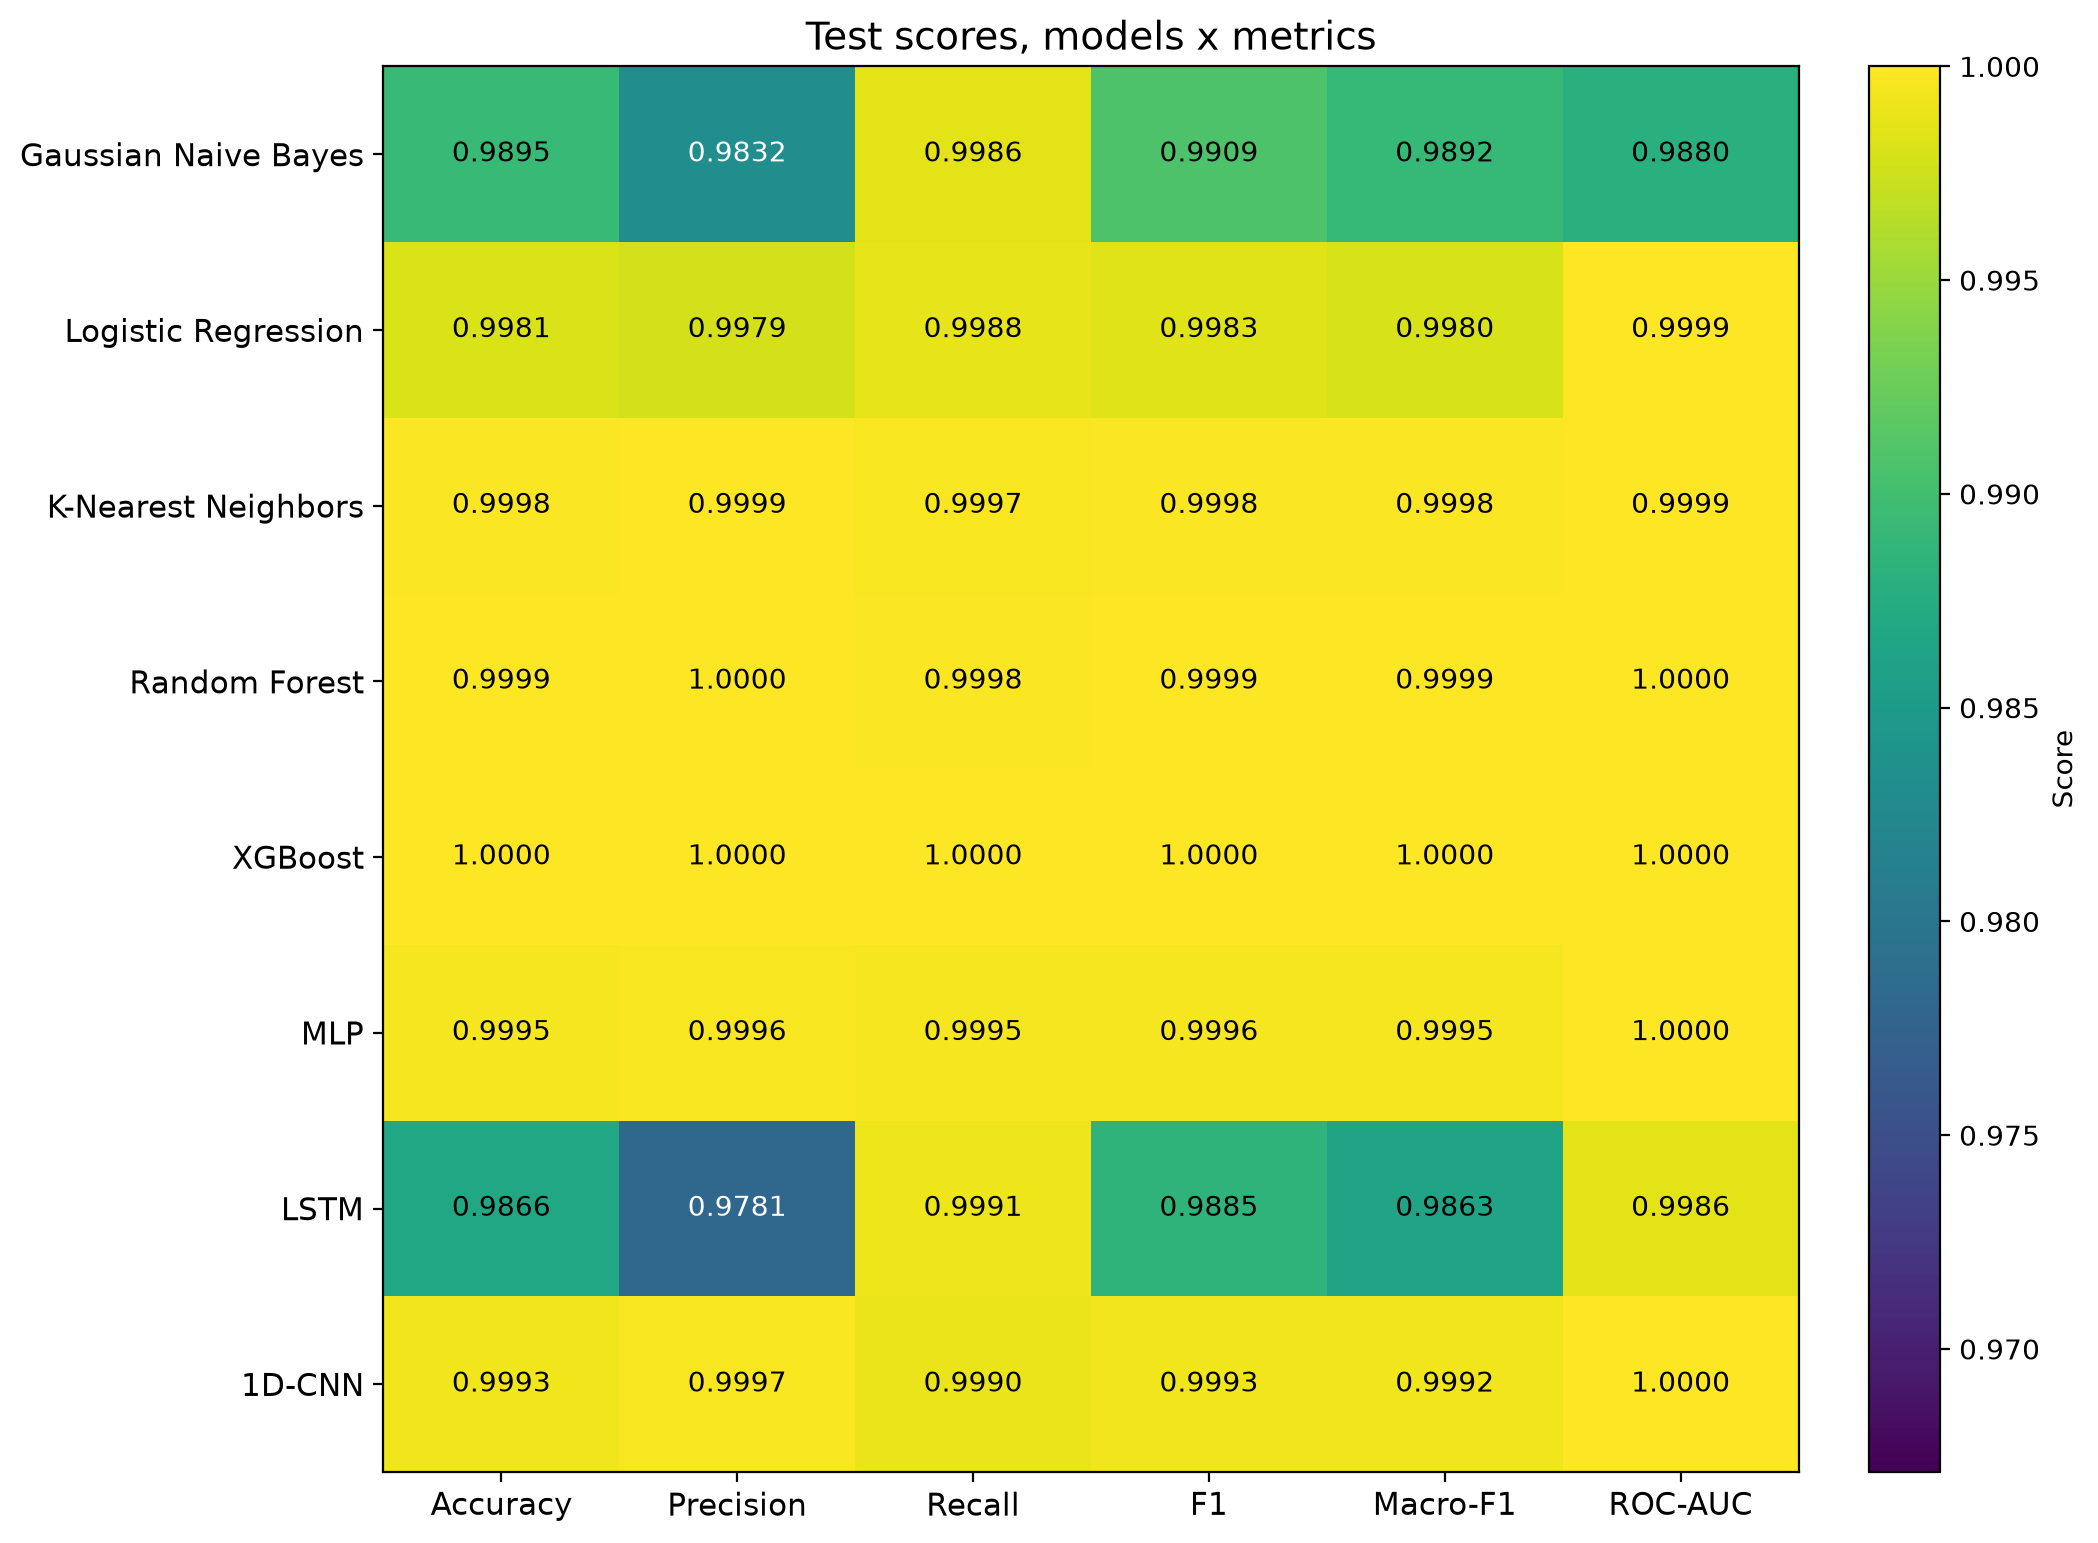 Test scores, models x metrics
Gaussian Naive Bayes 0.9895 0.9832 0.9986 0.9909 0.9892 0.9880
Logistic Regression 0.9981 0.9979 0.9988 0.9983 0.9980 0.9999
K-Nearest Neighbors 0.9998 0.9999 0.9997 0.9998 0.9998 0.9999
Random Forest 0.9999 1.0000 0.9998 0.9999 0.9999 1.0000
XGBoost 1.0000 1.0000 1.0000 1.0000 1.0000 1.0000
MLP 0.9995 0.9996 0.9995 0.9996 0.9995 1.0000
LSTM 0.9866 0.9781 0.9991 0.9885 0.9863 0.9986
1D-CNN 0.9993 0.9997 0.9990 0.9993 0.9992 1.0000
Accuracy Precision Recall F1 Macro-F1 ROC-AUC
1.000
0.995
0.990
0.985
0.980
0.975
0.970
Score